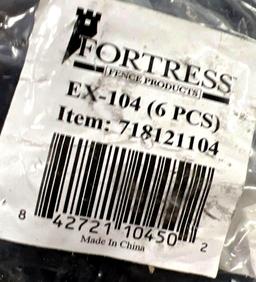 FORTRESS
FENCE PRODUCTS
EX-104 (6 PCS)
Item: 718121104
8 42721 10450 2
Made In China